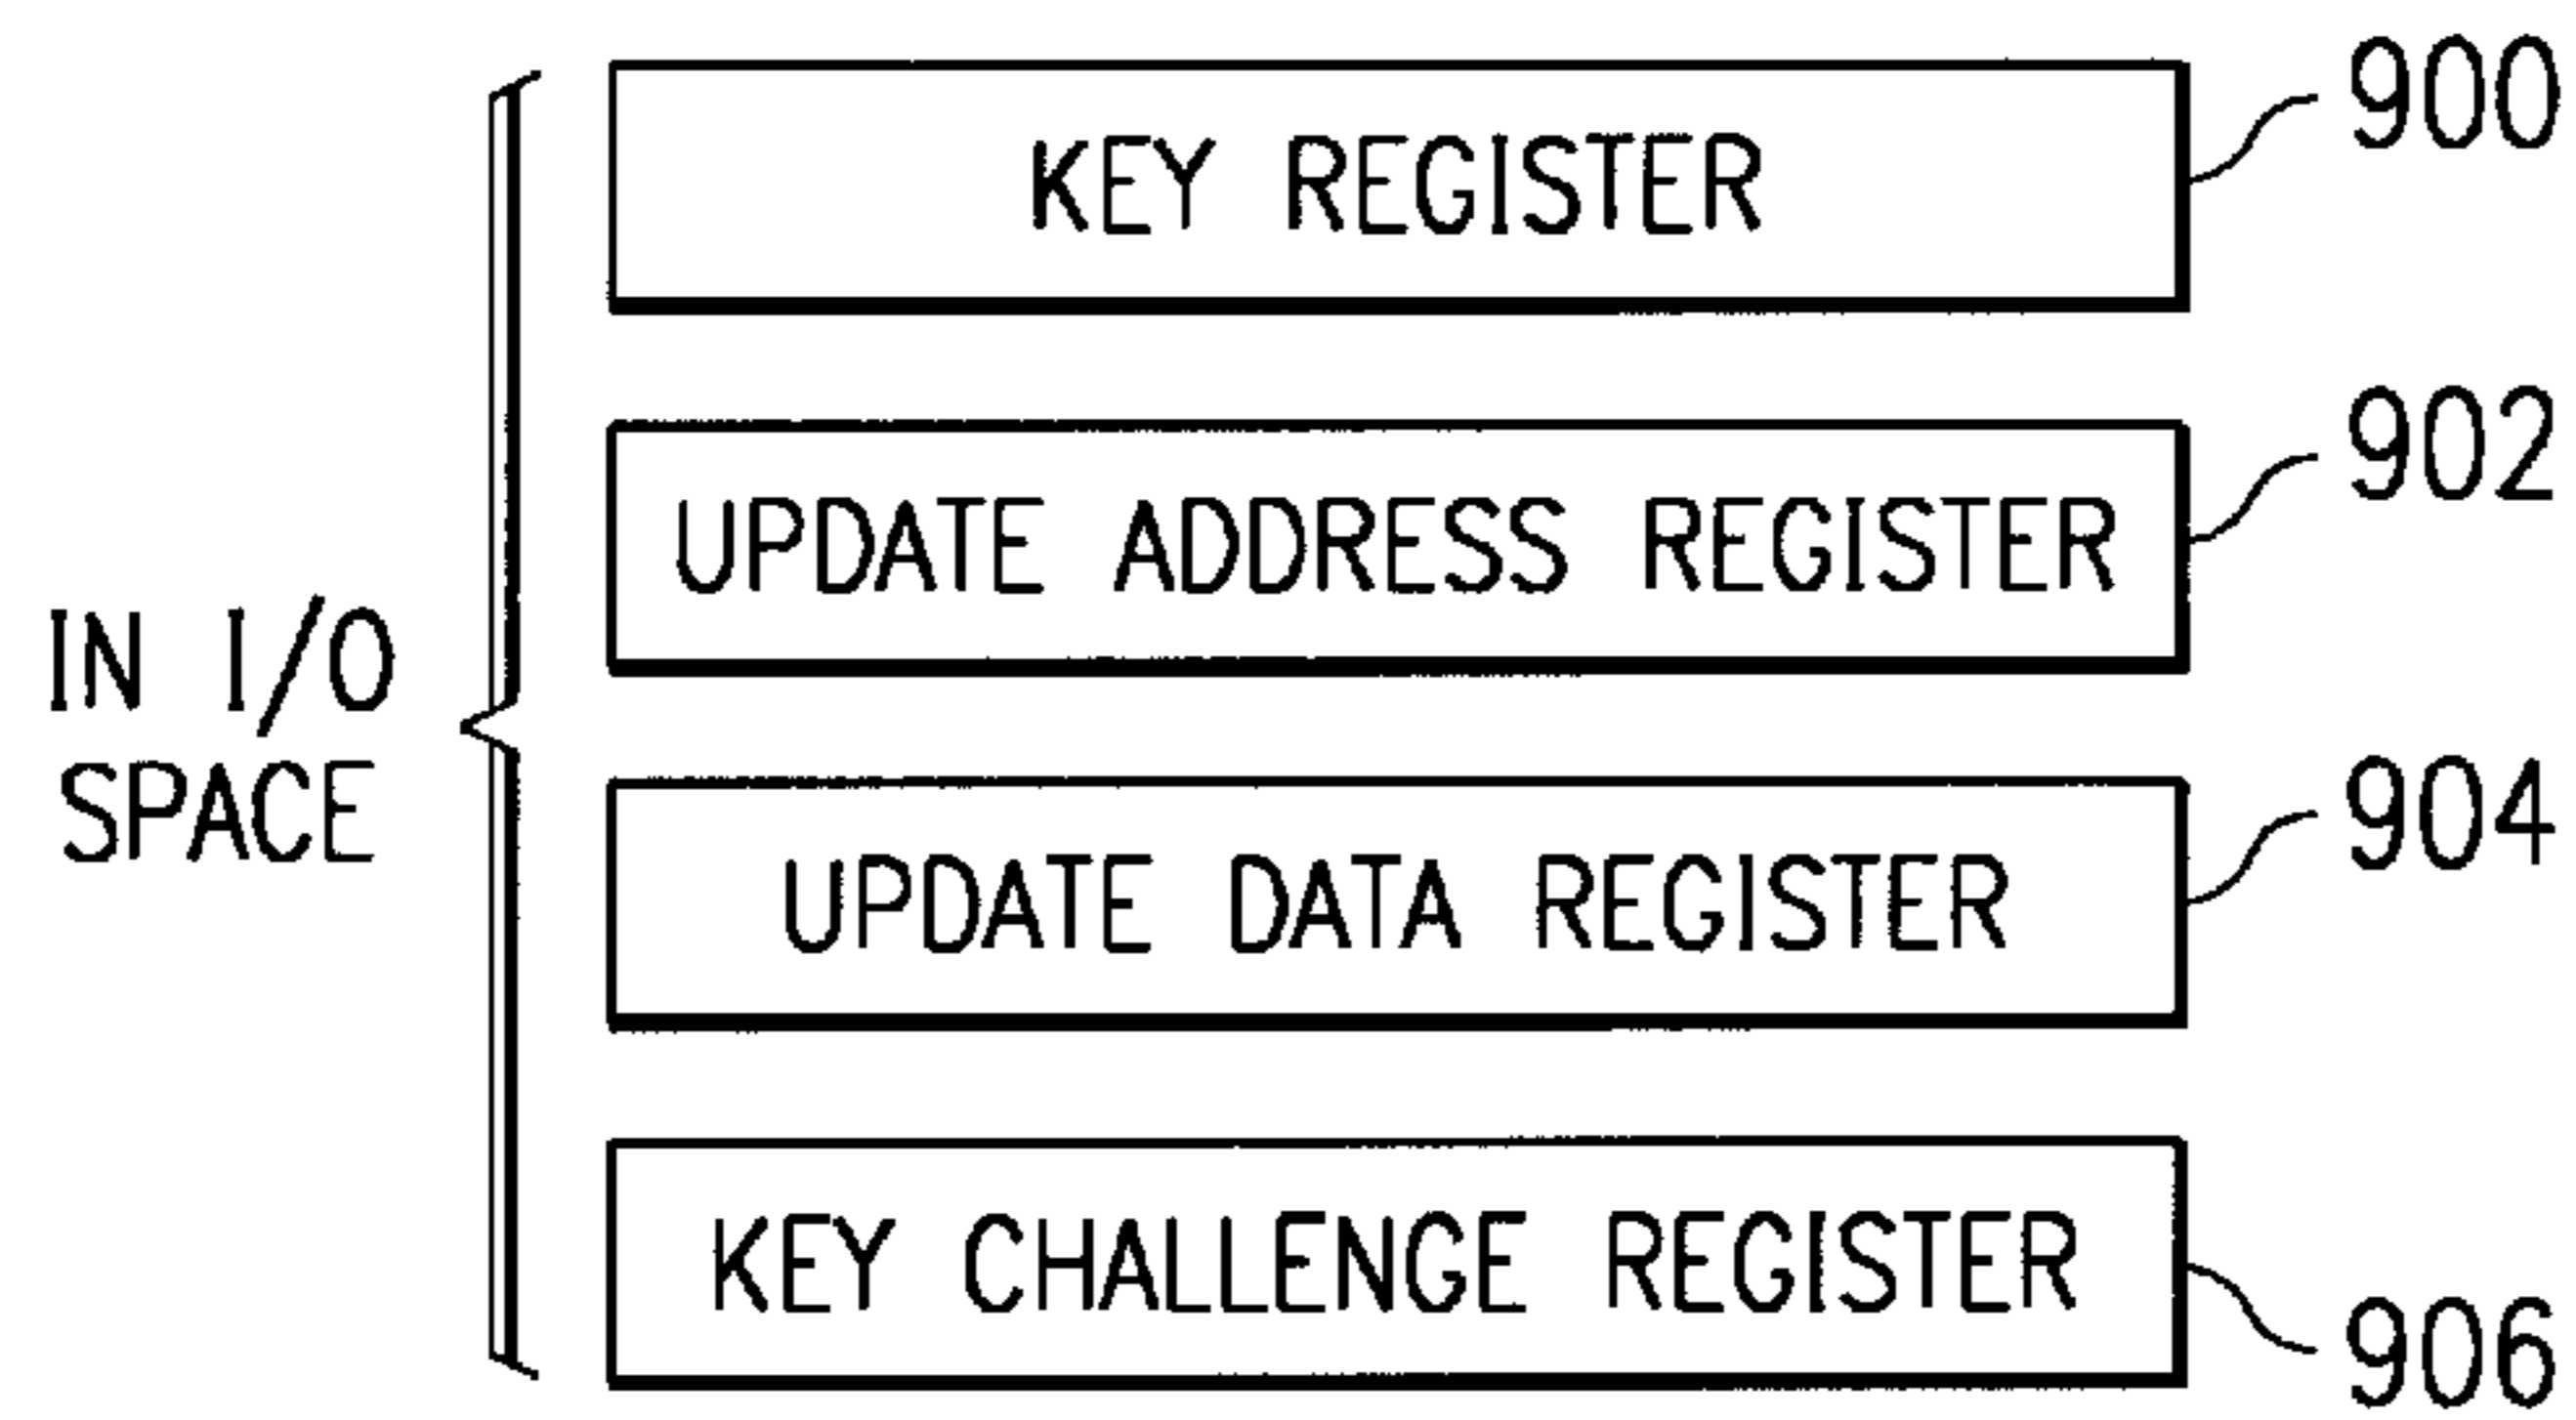 KEY REGISTER
900
UPDATE ADDRESS REGISTER
902
IN I/O
SPACE
UPDATE DATA REGISTER
904
KEY CHALLENGE REGISTER
906